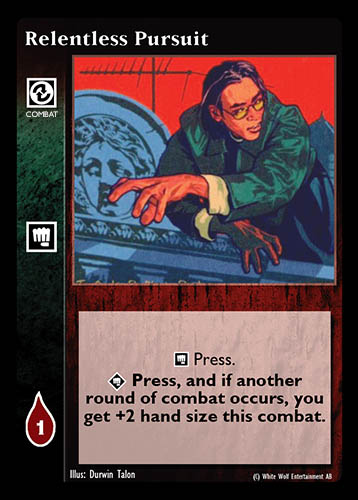 Relentless Pursuit
COMBAT
Press.
Press, and if another
round of combat occurs, you
get +2 hand size this combat.
1
Illus: Durwin Talon
(C) White Wolf Entertainment AB